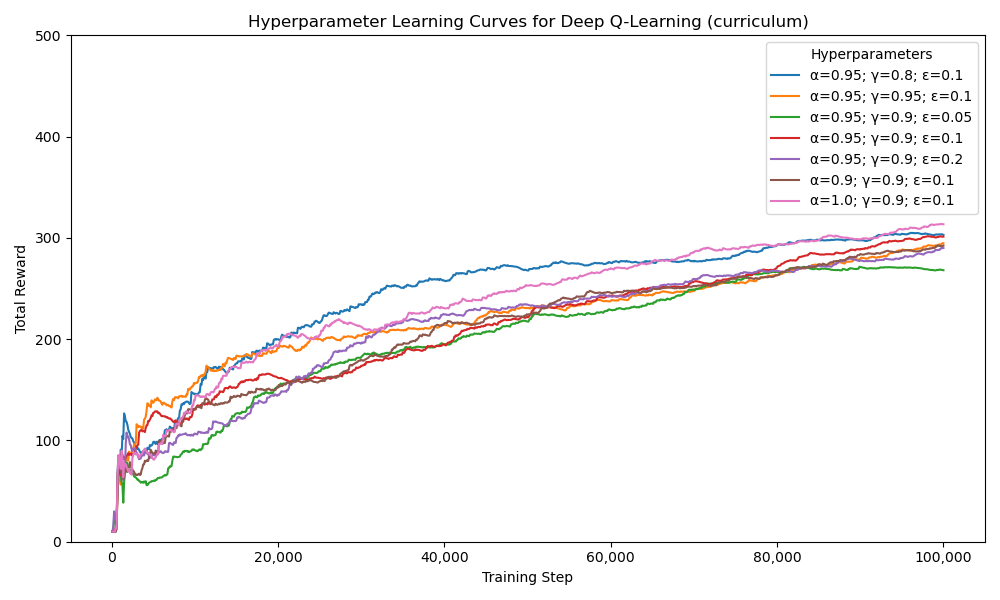 Hyperparameter Learning Curves for Deep Q-Learning (curriculum)
Total Reward
500
400
300
200
100
0
Hyperparameters
α=0.95; γ=0.8; ε=0.1
α=0.95; γ=0.95; ε=0.1
α=0.95; γ=0.9; ε=0.05
α=0.95; γ=0.9; ε=0.1
α=0.95; γ=0.9; ε=0.2
α=0.9; γ=0.9; ε=0.1
α=1.0; γ=0.9; ε=0.1
0 20,000 40,000 60,000 80,000 100,000
Training Step